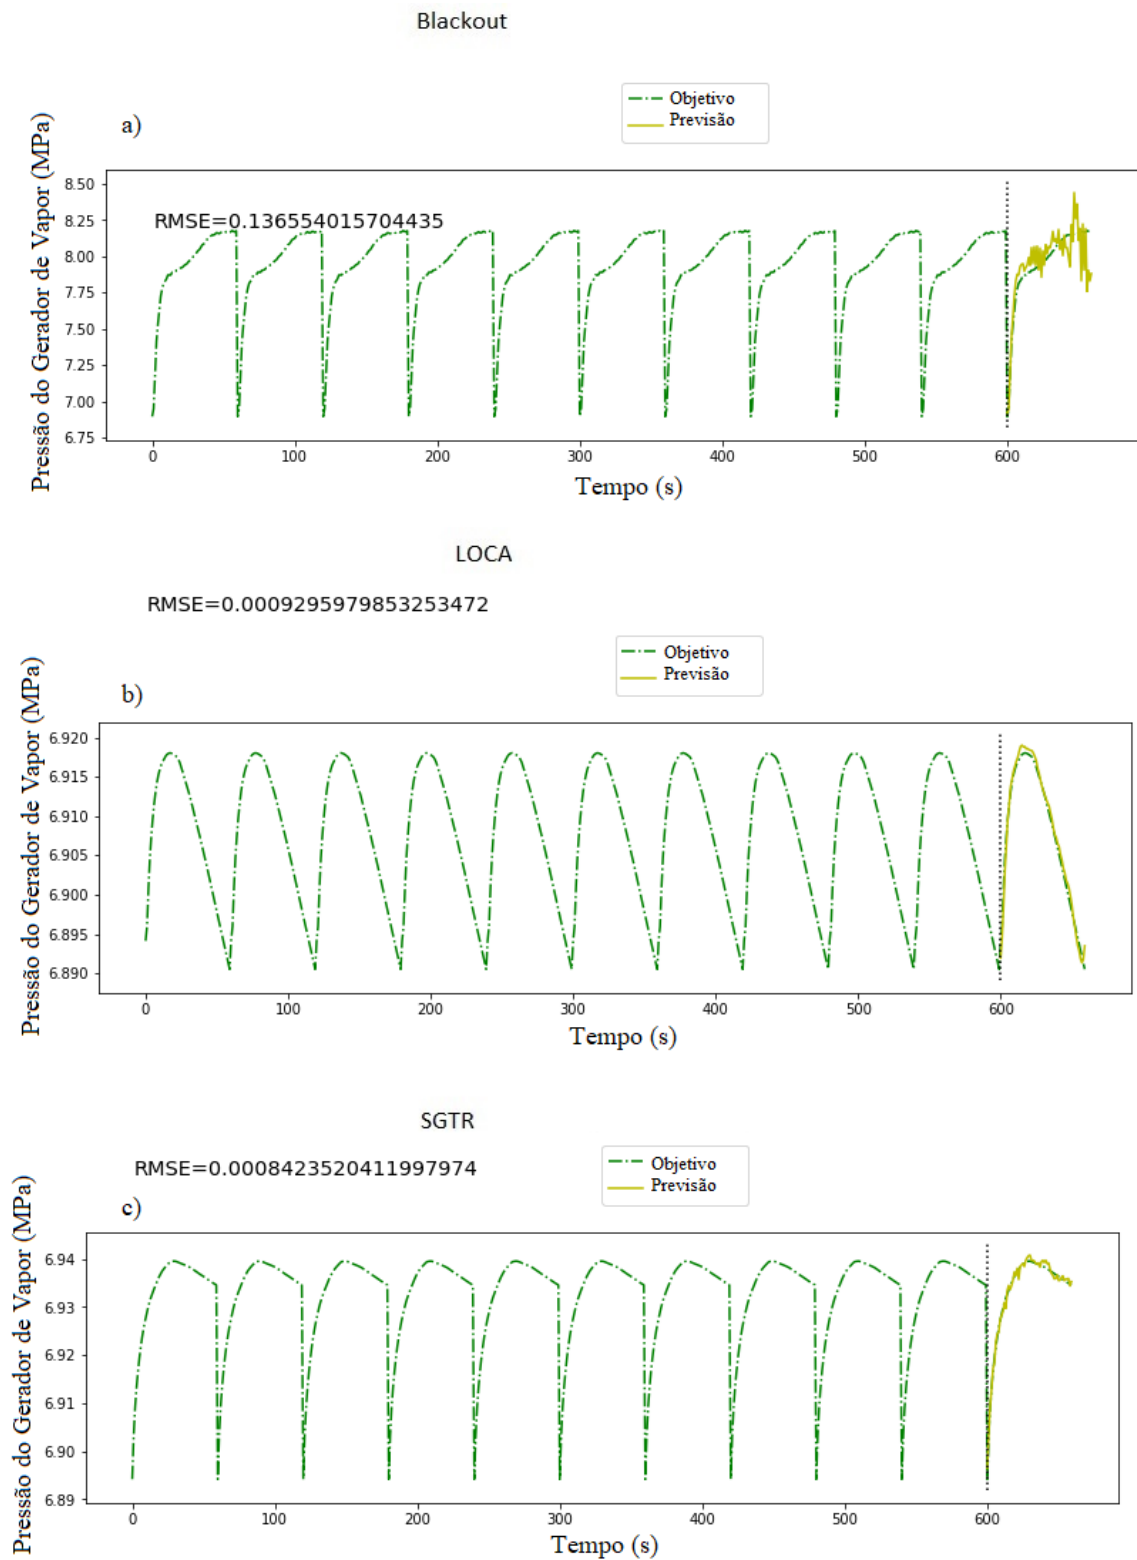 Blackout
Objetivo
Previsão
a)
Pressão do Gerador de Vapor (MPa)
RMSE=0.136554015704435
8.50
8.25
8.00
7.75
7.50
7.25
7.00
6.75
0 100 200 300 400 500 600
Tempo (s)
LOCA
RMSE=0.0009295979853253472
Objetivo
Previsão
b)
Pressão do Gerador de Vapor (MPa)
6.920
6.915
6.910
6.905
6.900
6.895
6.890
0 100 200 300 400 500 600
Tempo (s)
SGTR
RMSE=0.0008423520411997974
Objetivo
Previsão
c)
Pressão do Gerador de Vapor (MPa)
6.94
6.93
6.92
6.91
6.90
6.89
0 100 200 300 400 500 600
Tempo (s)